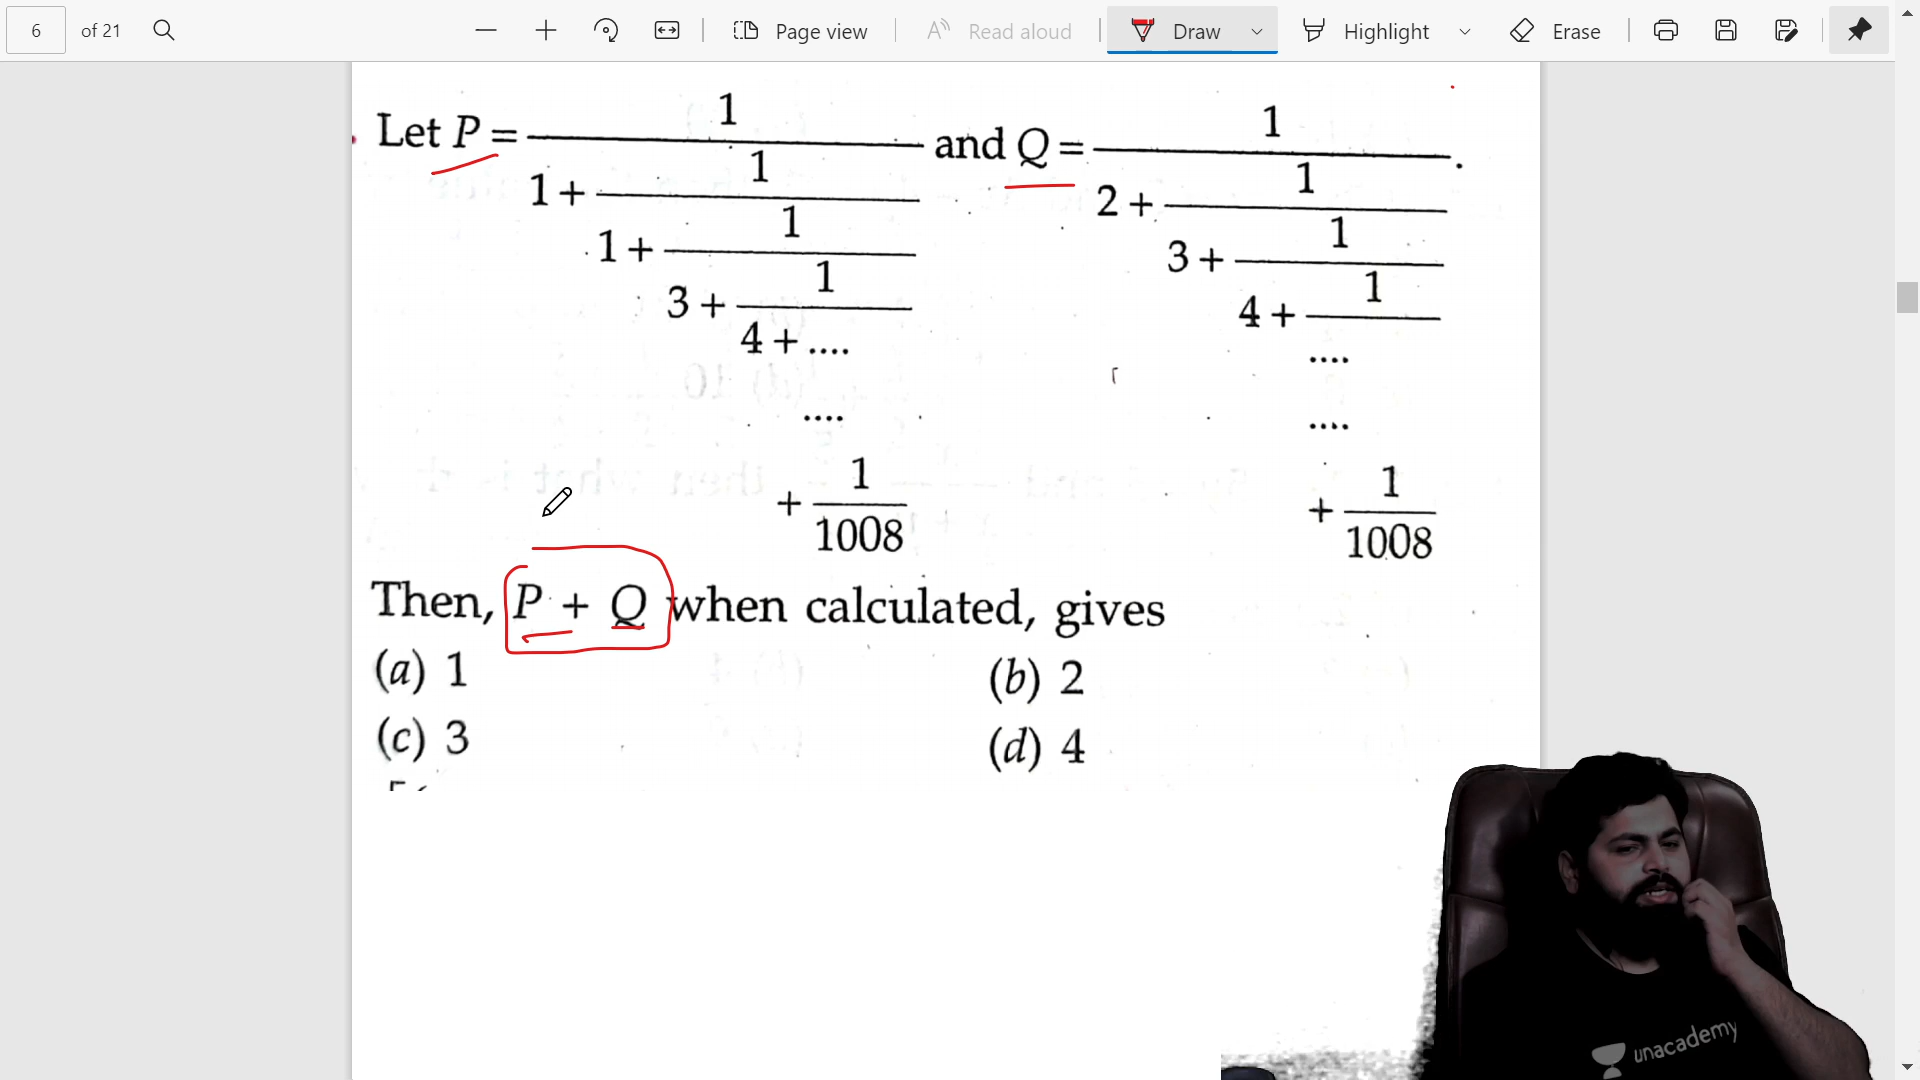 6 of 21 Page view Read aloud Draw Highlight Erase
Let P = 1 and Q = 1 .
1 + 1 2 + 1
1 + 1 3 + 1
3 + 1 4 + 1
4 + .... ....
.... ....
+ 1 + 1
1008 1008
Then, P + Q when calculated, gives
(a) 1 (b) 2
(c) 3 (d) 4
unacademy